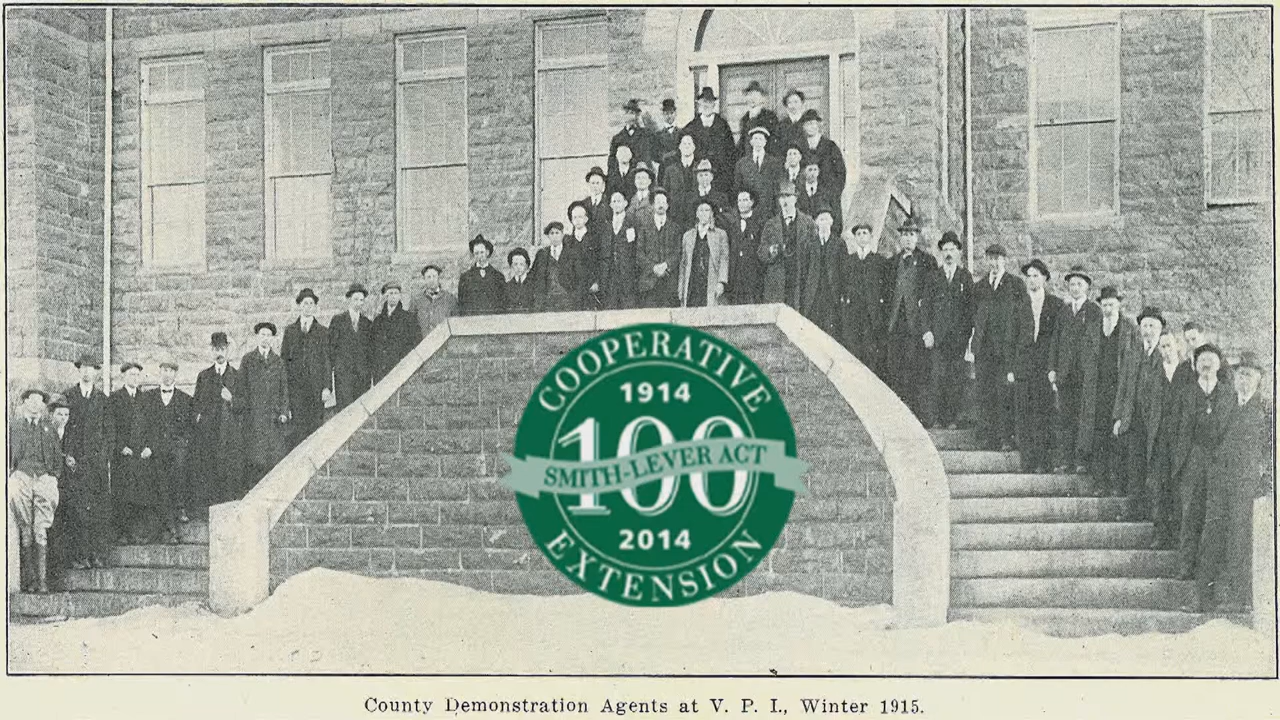 COOPERATIVE
1914
100
SMITH-LEVER ACT
2014
EXTENSION
County Demonstration Agents at V. P. I., Winter 1915.